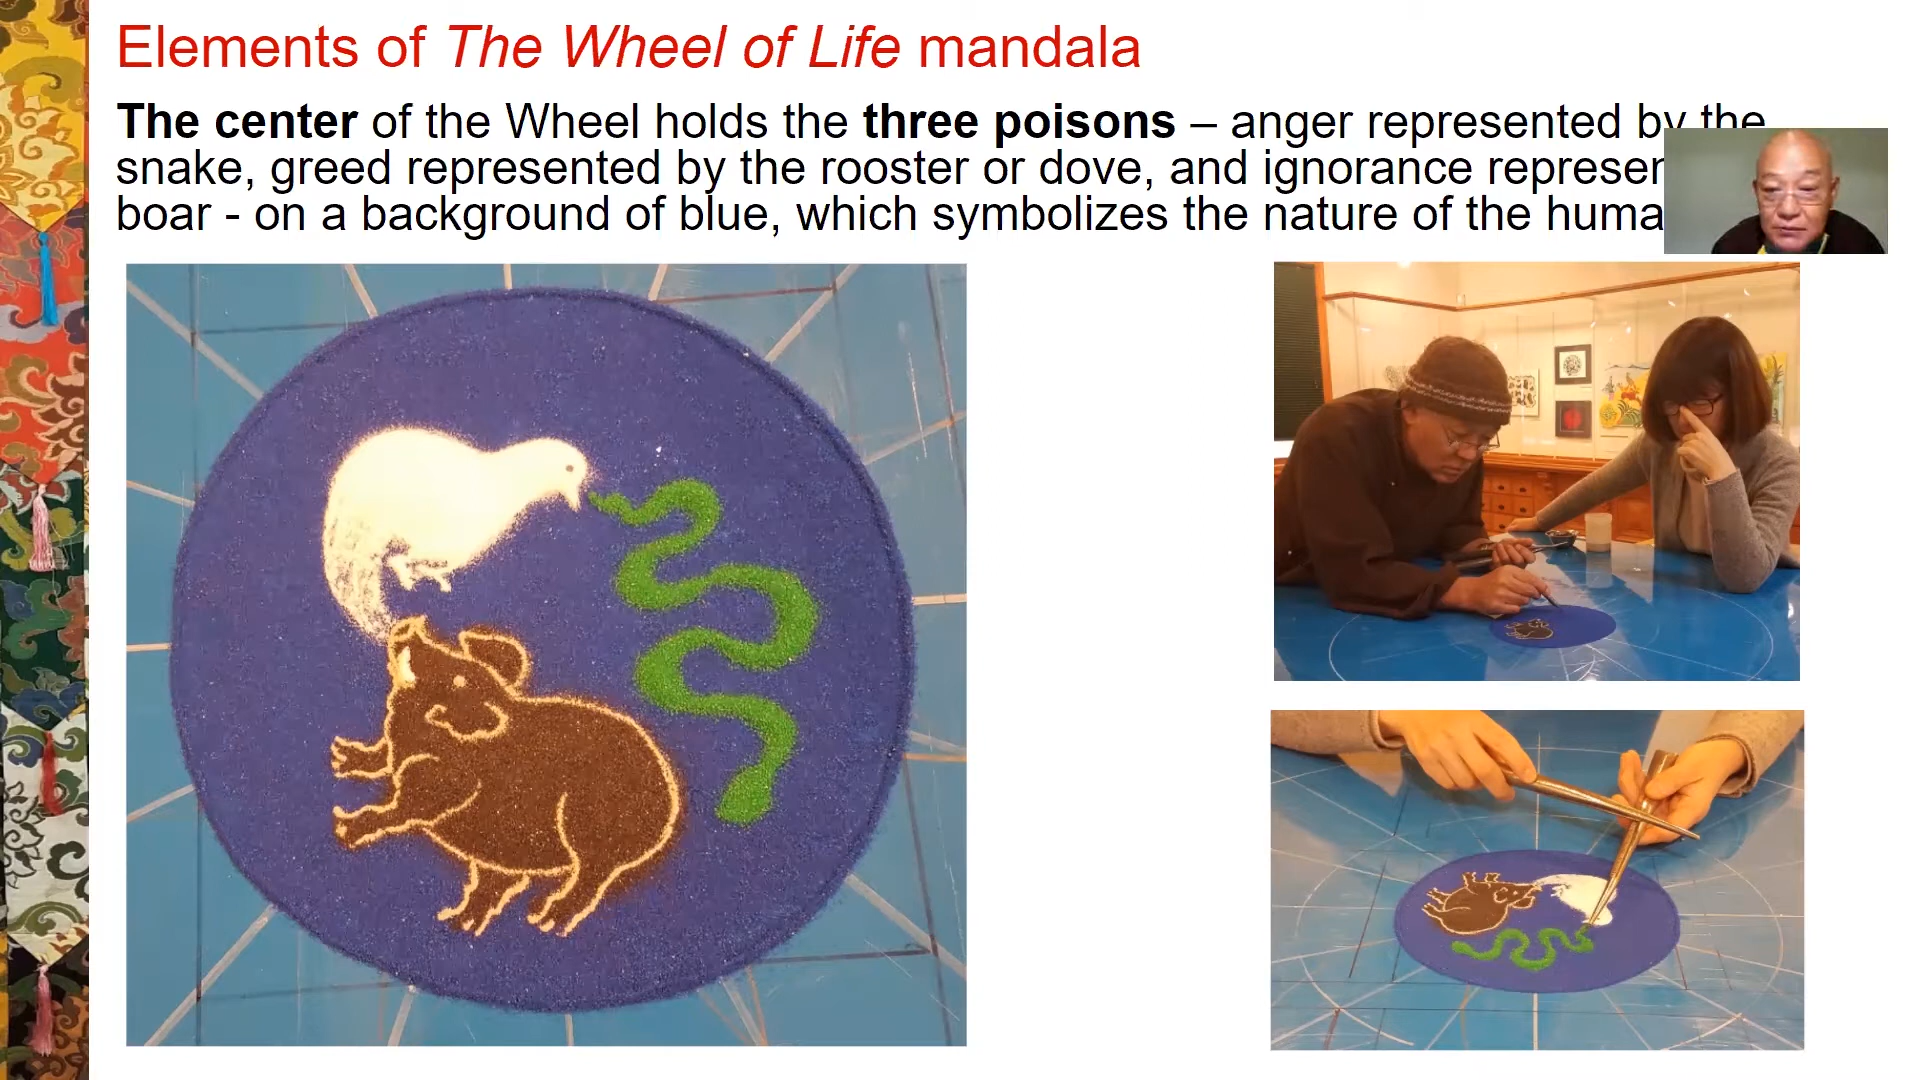 Elements of The Wheel of Life mandala
The center of the Wheel holds the three poisons – anger represented by the
snake, greed represented by the rooster or dove, and ignorance represen
boar - on a background of blue, which symbolizes the nature of the huma